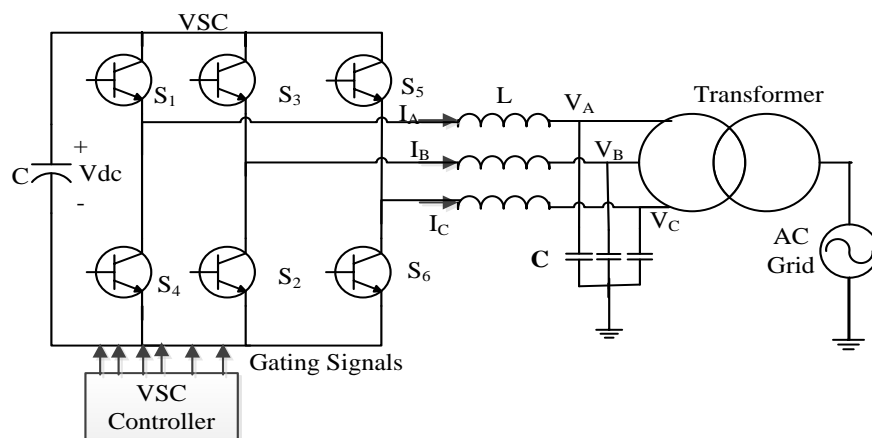 VSC
S1
S3
S5
L
VA
Transformer
IA
C
+
Vdc
-
IB
VB
IC
VC
C
AC
Grid
S4
S2
S6
Gating Signals
VSC
Controller